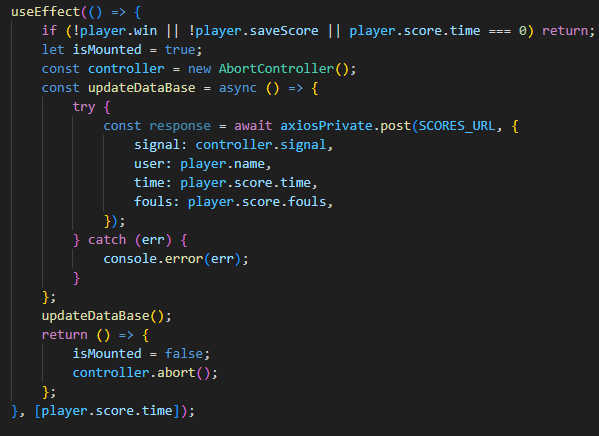 useEffect(() => {
    if (!player.win || !player.saveScore || player.score.time === 0) return;
    let isMounted = true;
    const controller = new AbortController();
    const updateDataBase = async () => {
        try {
            const response = await axiosPrivate.post(SCORES_URL, {
                signal: controller.signal,
                user: player.name,
                time: player.score.time,
                fouls: player.score.fouls,
            });
        } catch (err) {
            console.error(err);
        }
    };
    updateDataBase();
    return () => {
        isMounted = false;
        controller.abort();
    };
}, [player.score.time]);